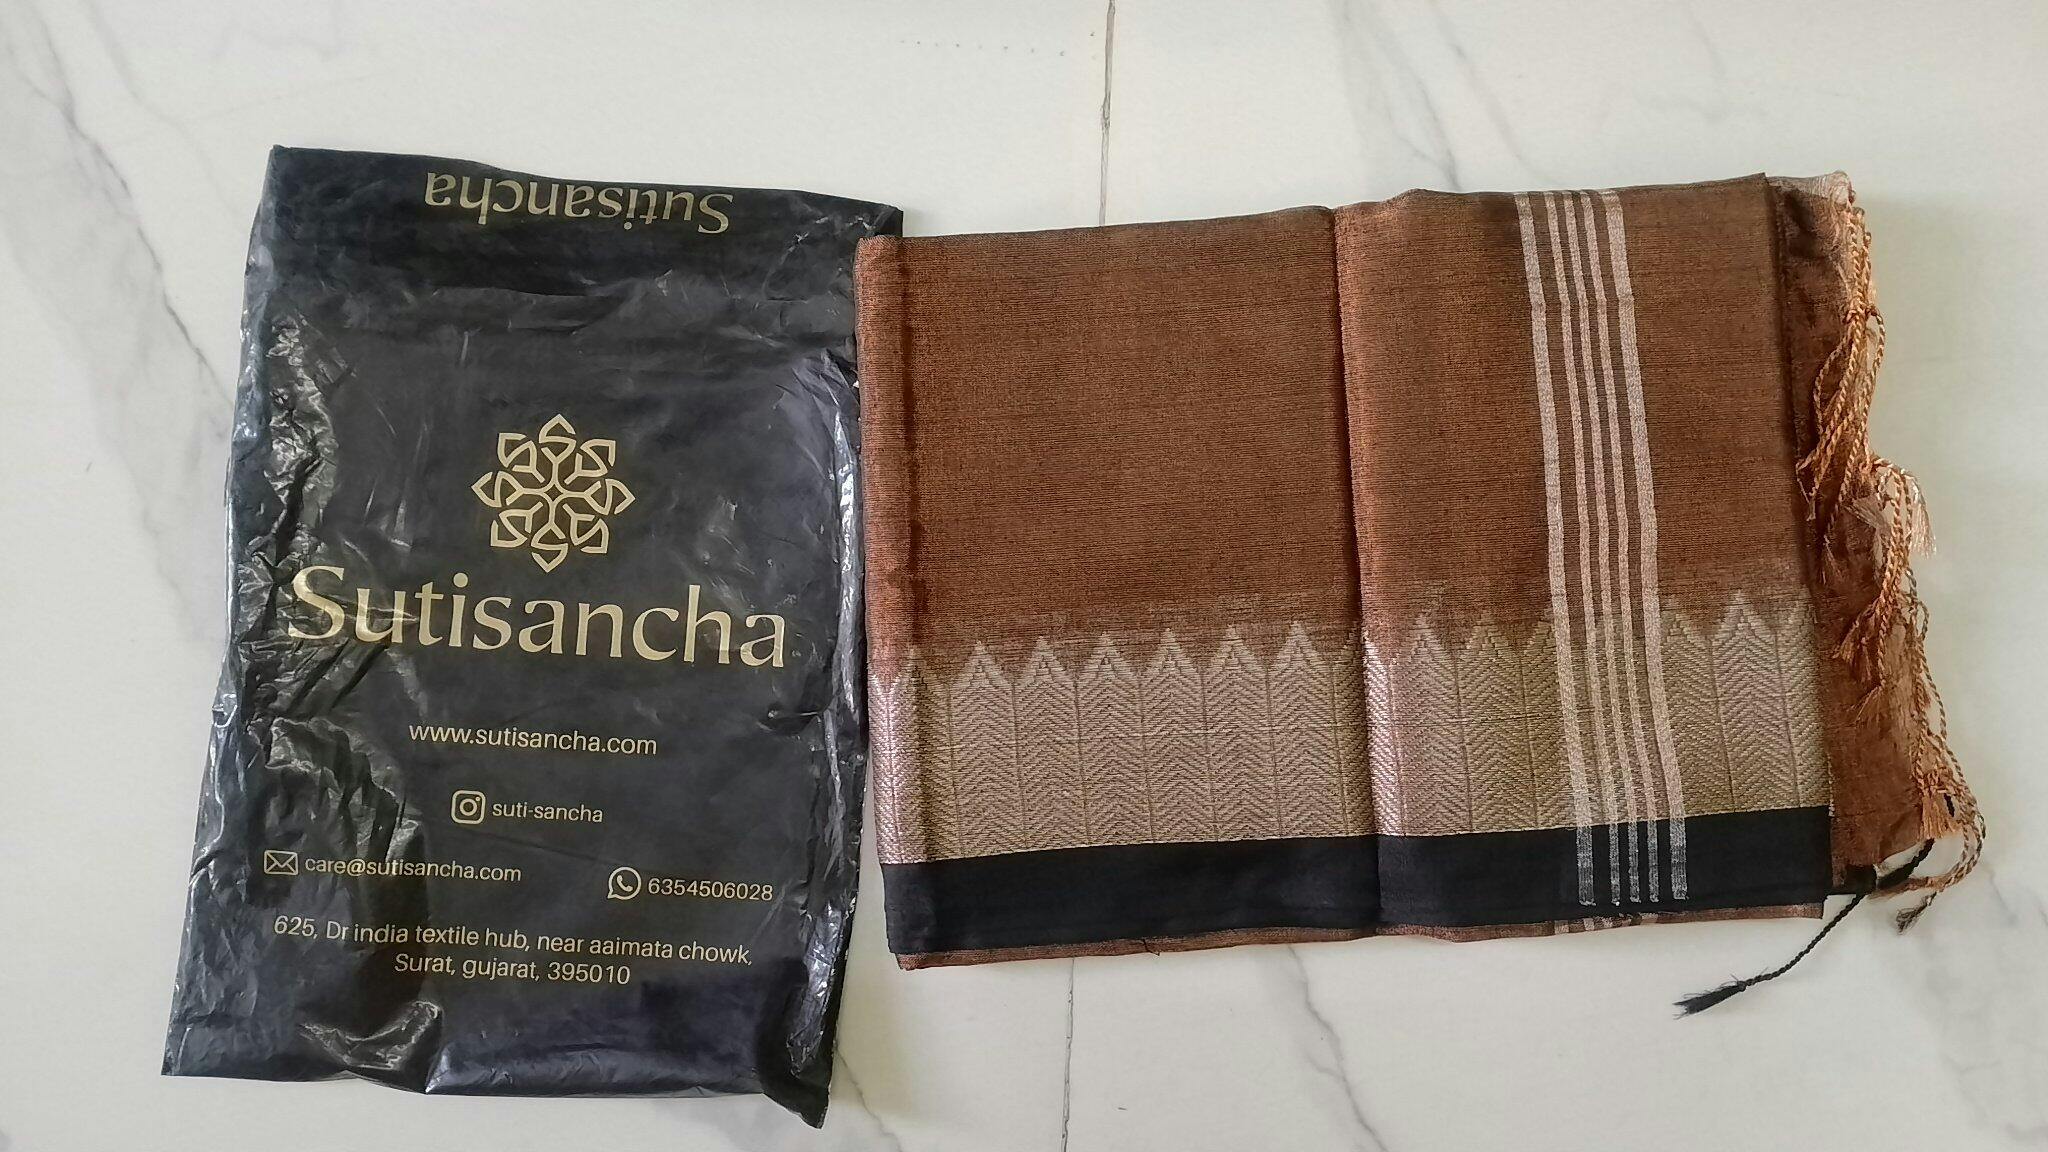 Sutisancha
Sutisancha
www.sutisancha.com
suti-sancha
care@sutisancha.com
6354506028
625, Dr india textile hub, near aaimata chowk,
Surat, gujarat, 395010